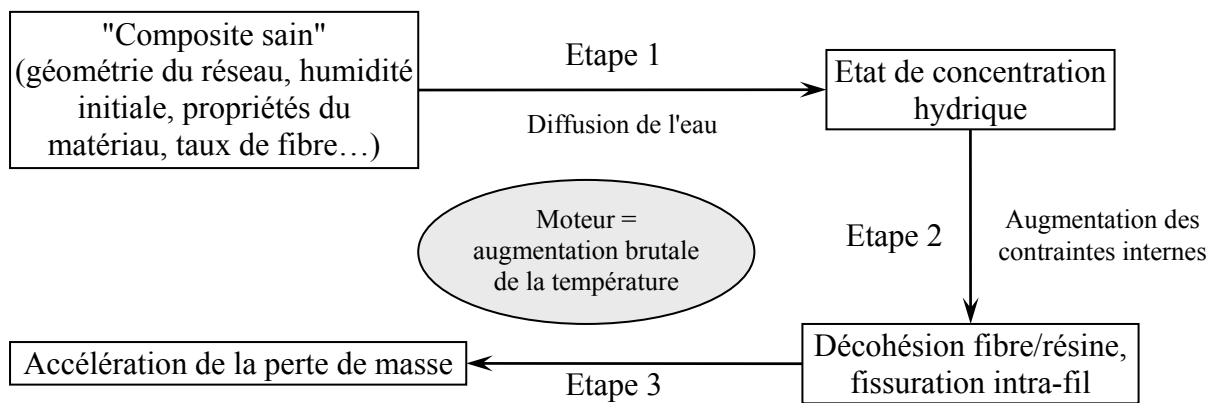 "Composite sain"
(géométrie du réseau, humidité
initiale, propriétés du
matériau, taux de fibre…)
Etape 1
Diffusion de l'eau
Etat de concentration
hydrique
Moteur =
augmentation brutale
de la température
Etape 2
Augmentation des
contraintes internes
Décohésion fibre/résine,
fissuration intra-fil
Etape 3
Accélération de la perte de masse